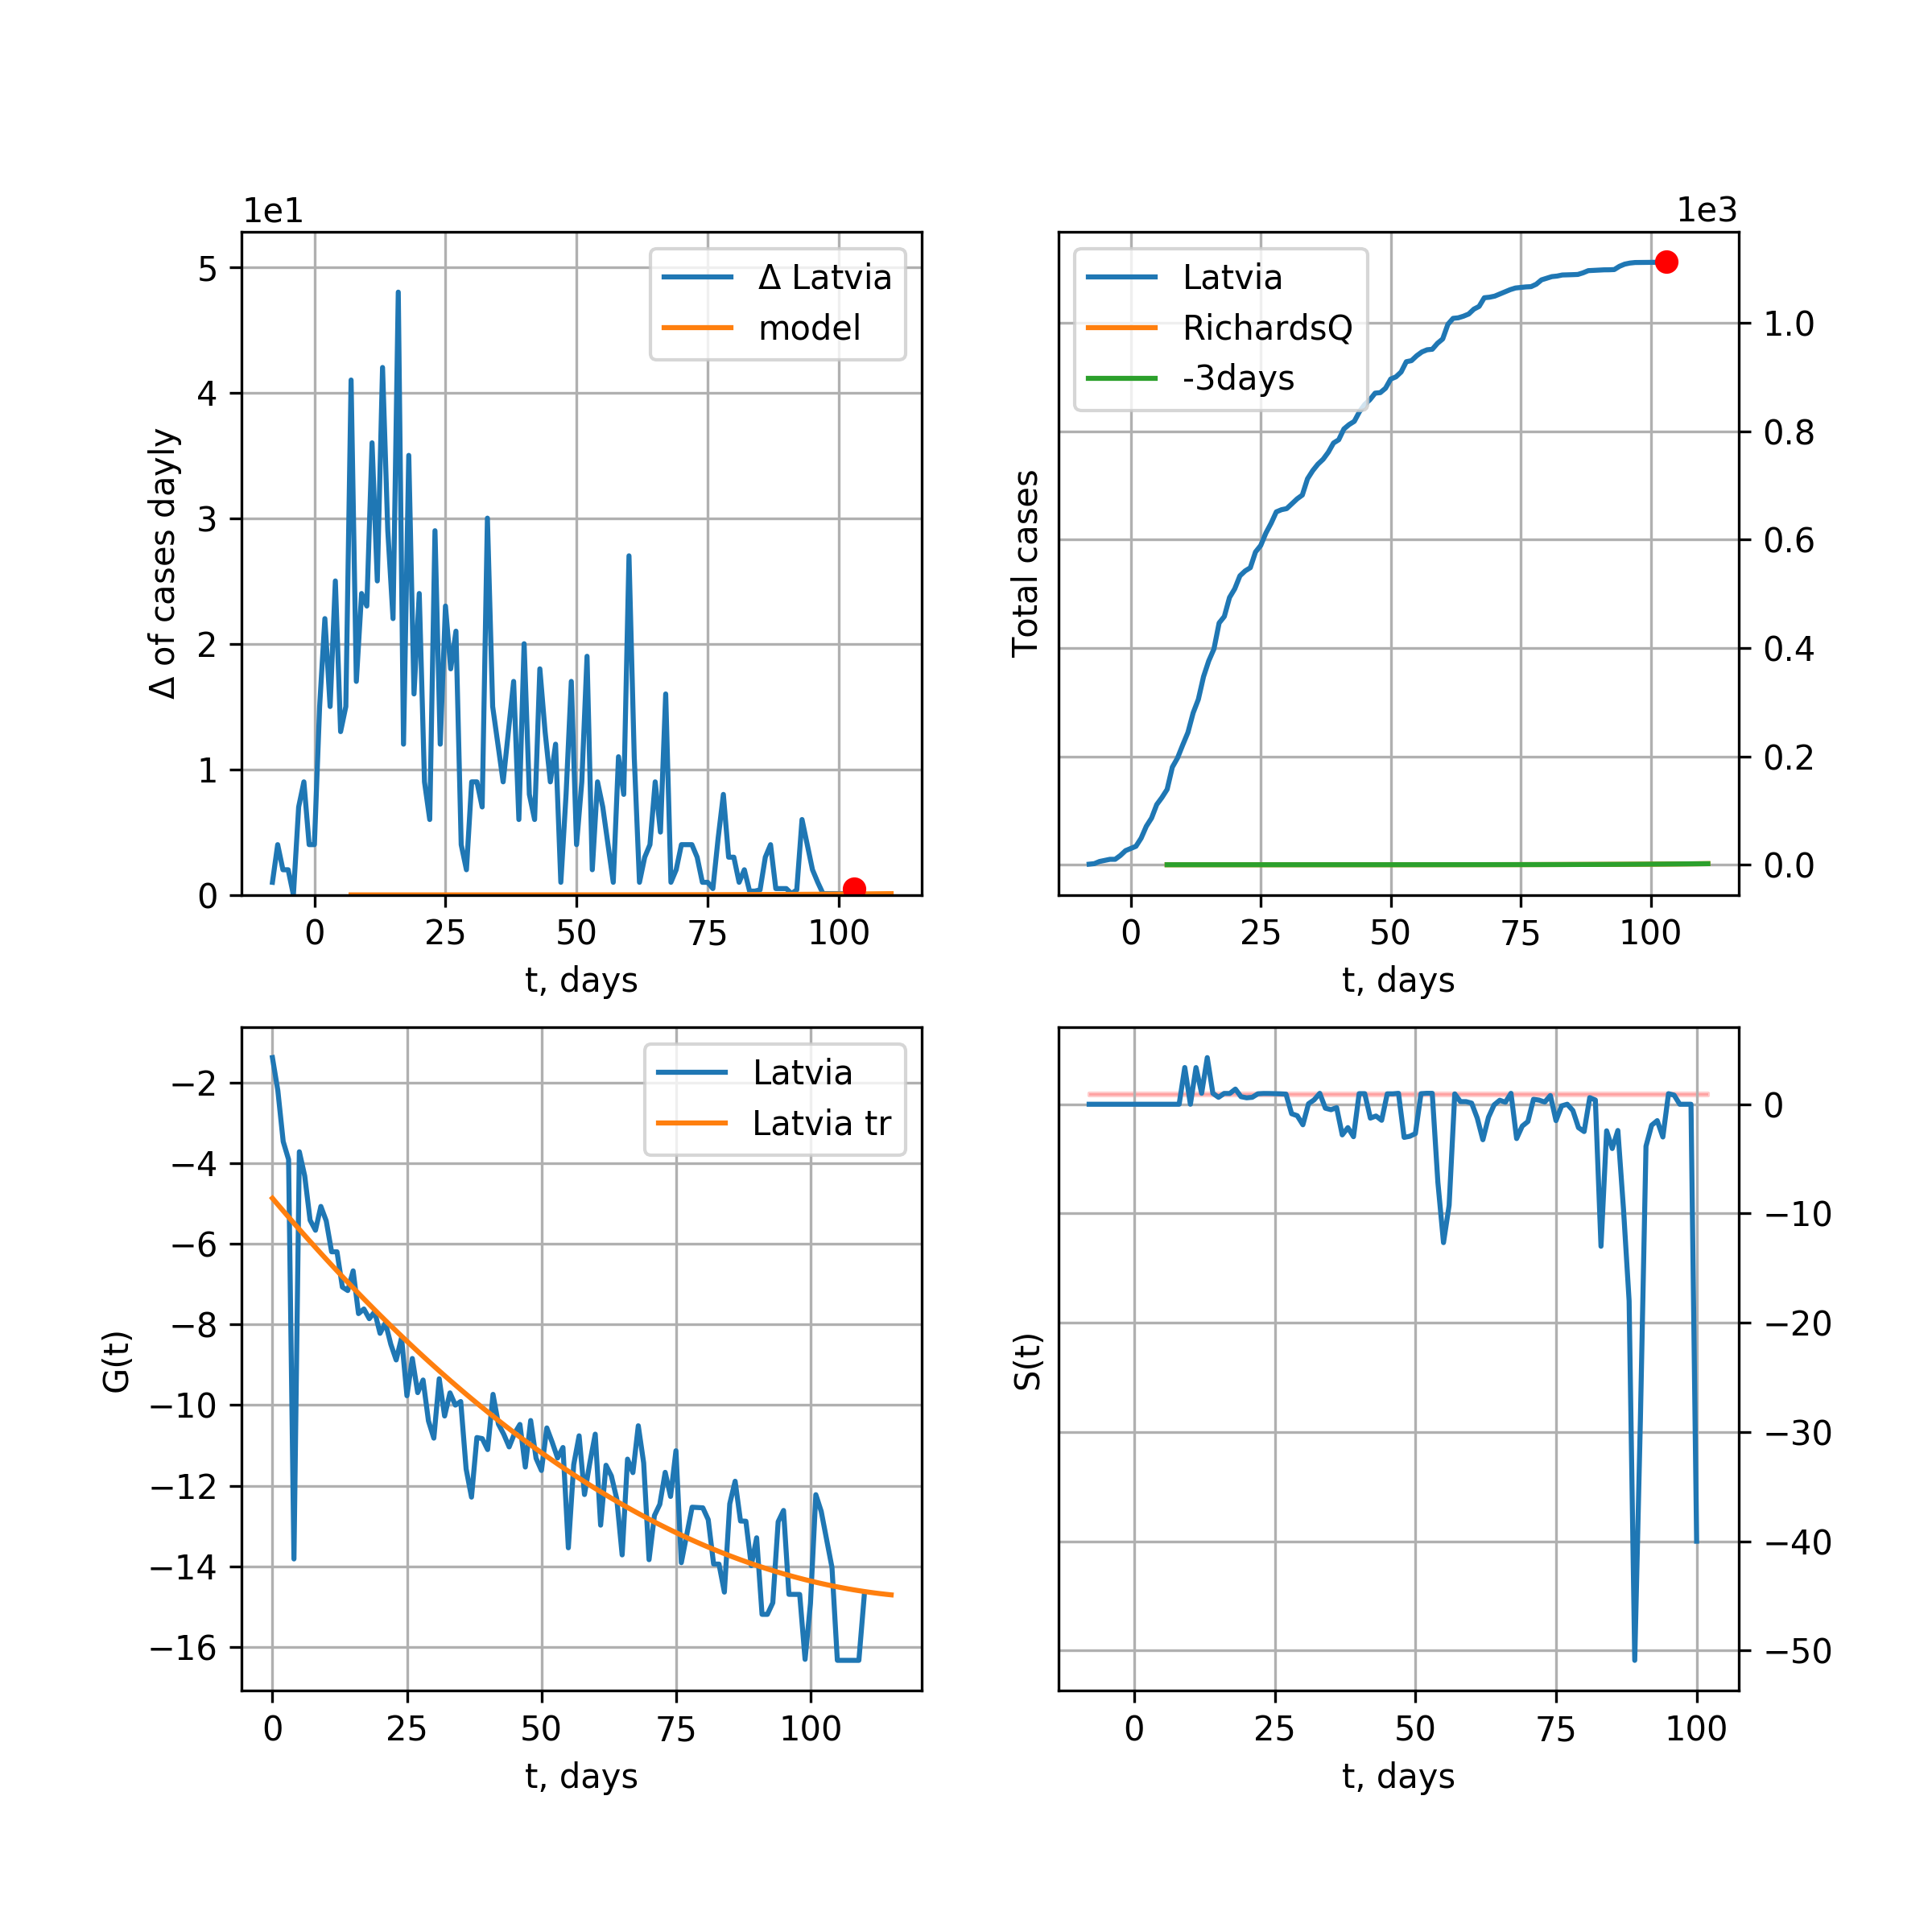 1e1
5
4
3
2
1
0
Δ of cases dayly
Δ Latvia
model
0
25
50
75
100
t, days
1e3
1.0
0.8
0.6
0.4
0.2
0.0
Total cases
Latvia
RichardsQ
-3days
0
25
50
75
100
t, days
−2
−4
−6
−8
−10
−12
−14
−16
G(t)
Latvia
Latvia tr
0
25
50
75
100
t, days
0
−10
−20
−30
−40
−50
S(t)
0
25
50
75
100
t, days